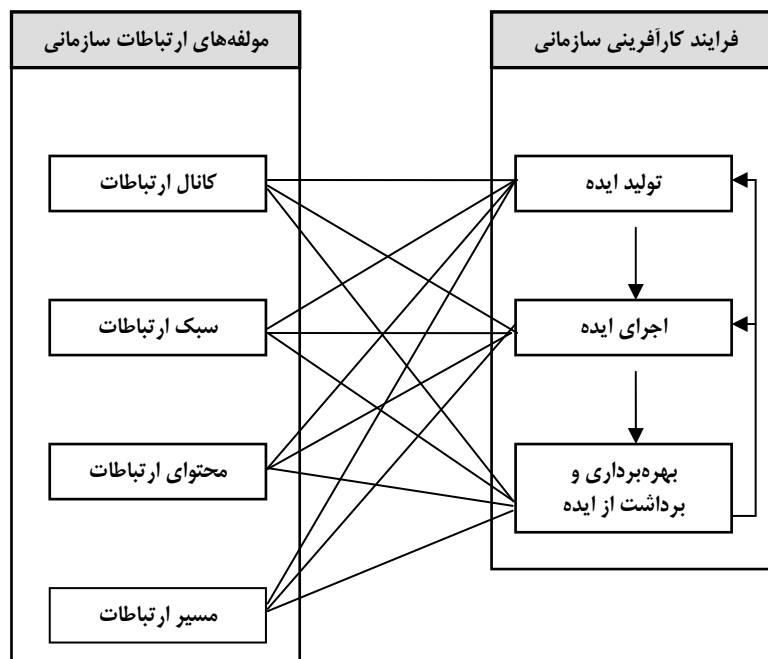 فرایند کارآفرینی سازمانی
تولید ایده
اجرای ایده
بهره‌برداری و
برداشت از ایده
مولفه‌های ارتباطات سازمانی
کانال ارتباطات
سبک ارتباطات
محتوای ارتباطات
مسیر ارتباطات